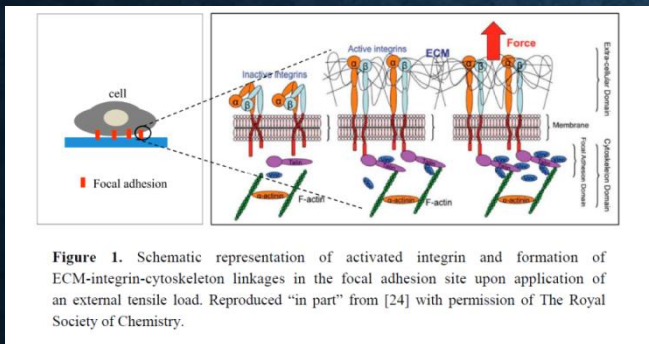 cell
Focal adhesion
Inactive Integrins
α β
α β
Active integrins
α β
α β
ECM
Force
α β
α β
Extra-cellular Domain
Membrane
Focal Adhesion Domain
Cytoskeleton Domain
Talin
α-actinin
F-actin
α-actinin
F-actin
α-actinin
Figure 1. Schematic representation of activated integrin and formation of
ECM-integrin-cytoskeleton linkages in the focal adhesion site upon application of
an external tensile load. Reproduced “in part” from [24] with permission of The Royal
Society of Chemistry.